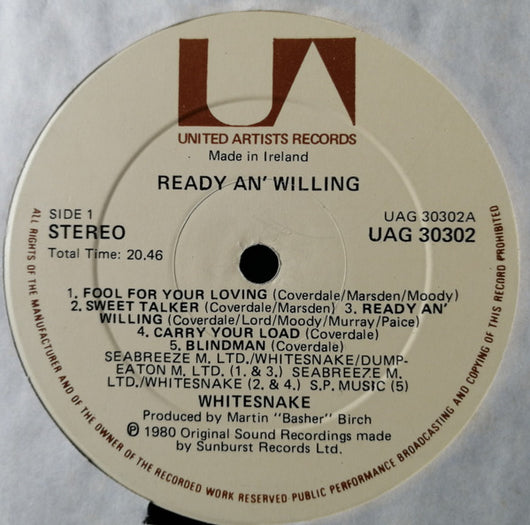 UA
UNITED ARTISTS RECORDS
Made in Ireland
READY AN' WILLING
SIDE 1
STEREO
Total Time: 20.46
UAG 30302A
UAG 30302
1. FOOL FOR YOUR LOVING (Coverdale/Marsden/Moody)
2. SWEET TALKER (Coverdale/Marsden) 3. READY AN'
WILLING (Coverdale/Lord/Moody/Murray/Paice)
4. CARRY YOUR LOAD (Coverdale)
5. BLINDMAN (Coverdale)
SEABREEZE M. LTD./WHITESNAKE/DUMP-
EATON M. LTD. (1. & 3.) SEABREEZE M.
LTD./WHITESNAKE (2. & 4.) S.P. MUSIC (5)
WHITESNAKE
Produced by Martin "Basher" Birch
℗ 1980 Original Sound Recordings made
by Sunburst Records Ltd.
ALL RIGHTS OF THE MANUFACTURER AND OF THE OWNER OF THE RECORDED WORK RESERVED PUBLIC PERFORMANCE BROADCASTING AND COPYING OF THIS RECORD PROHIBITED